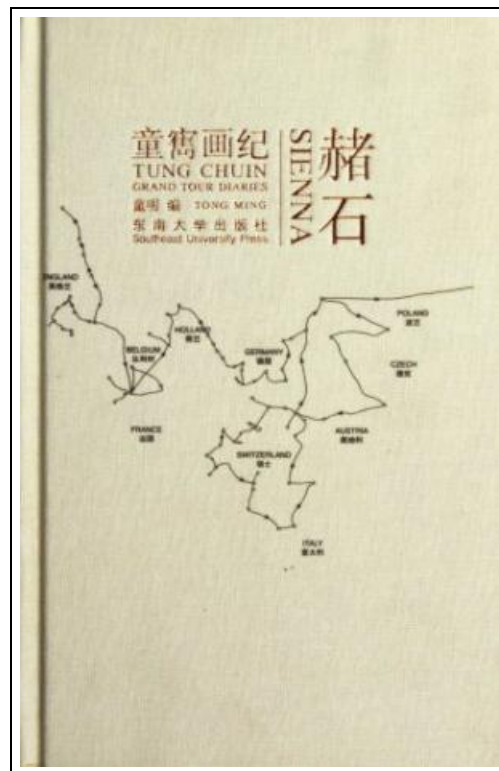 童寯画纪
TUNG CHUIN
GRAND TOUR DIARIES
童明 编 TONG MING
东南大学出版社
Southeast University Press
SIENNA
赭石
ENGLAND
英格兰
HOLLAND
荷兰
BELGIUM
比利时
FRANCE
法国
GERMANY
德国
POLAND
波兰
CZECH
捷克
AUSTRIA
奥地利
SWITZERLAND
瑞士
ITALY
意大利